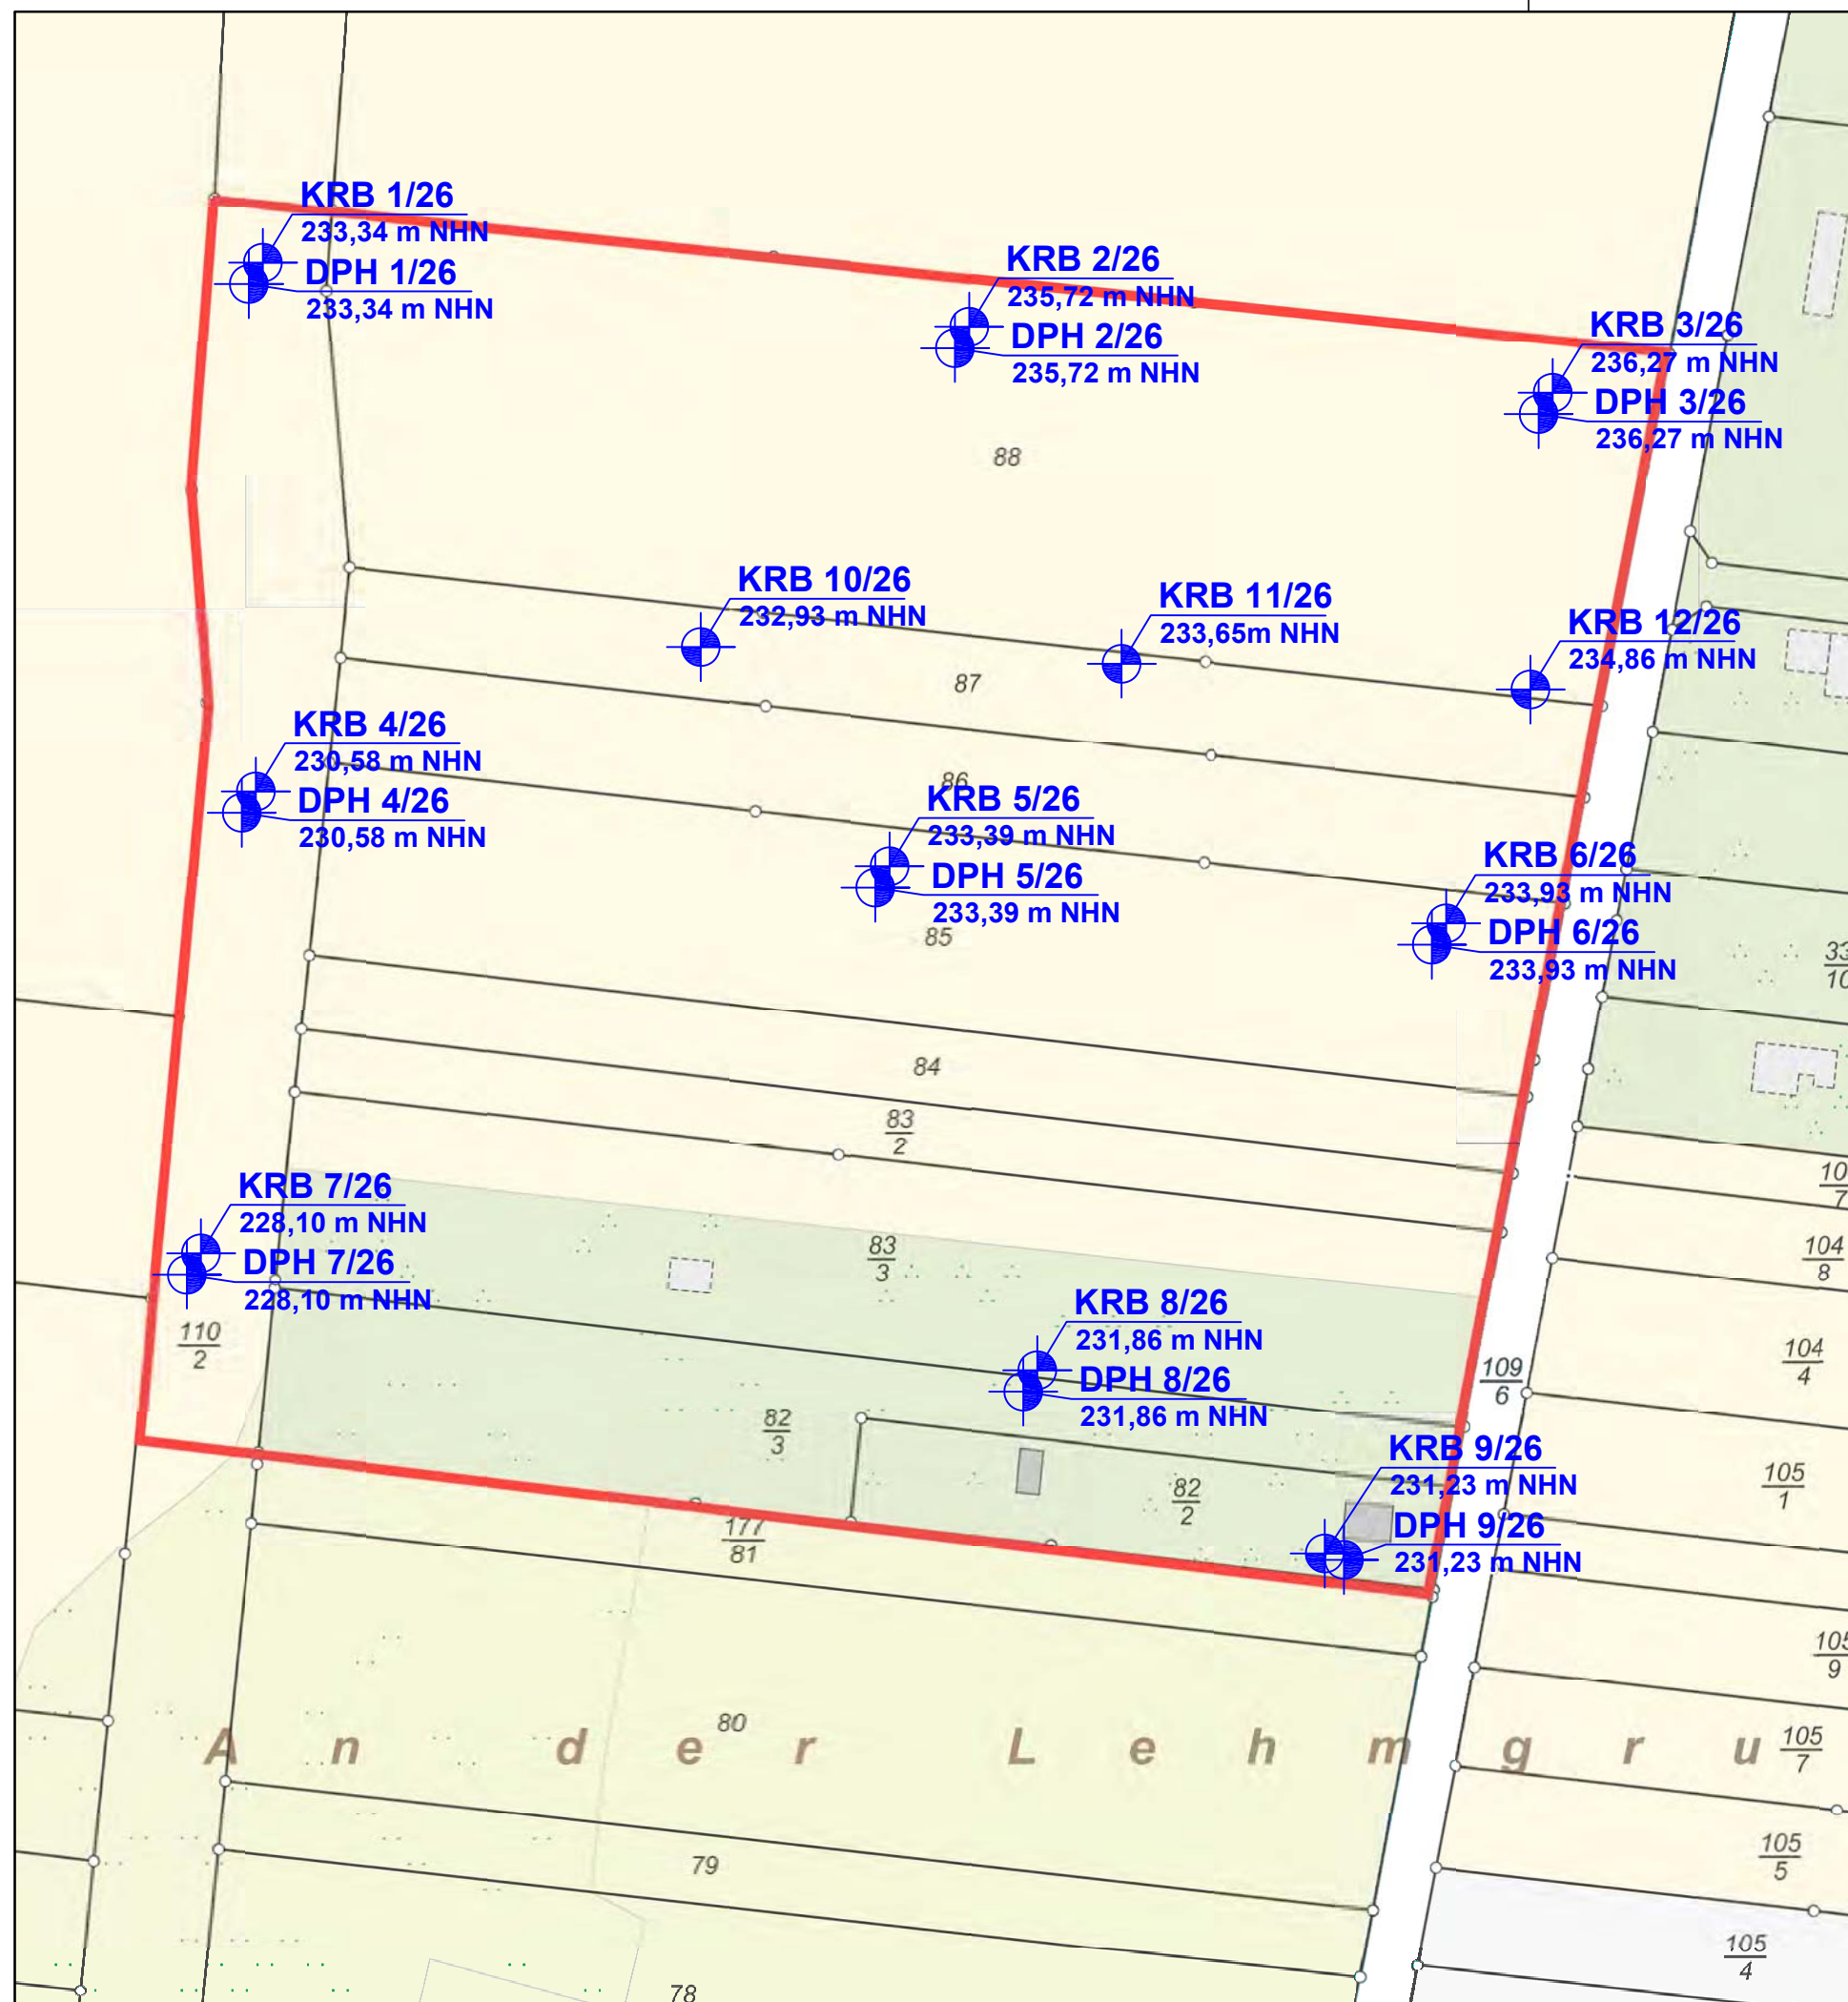 KRB 1/26
233,34 m NHN
DPH 1/26
233,34 m NHN
KRB 2/26
235,72 m NHN
DPH 2/26
235,72 m NHN
KRB 3/26
236,27 m NHN
DPH 3/26
236,27 m NHN
88
KRB 10/26
232,93 m NHN
KRB 11/26
233,65m NHN
KRB 12/26
234,86 m NHN
87
KRB 4/26
230,58 m NHN
DPH 4/26
230,58 m NHN
86
KRB 5/26
233,39 m NHN
DPH 5/26
233,39 m NHN
85
KRB 6/26
233,93 m NHN
DPH 6/26
233,93 m NHN
84
83
2
KRB 7/26
228,10 m NHN
DPH 7/26
228,10 m NHN
83
3
104
8
110
2
KRB 8/26
231,86 m NHN
DPH 8/26
231,86 m NHN
109
6
104
4
82
3
KRB 9/26
231,23 m NHN
DPH 9/26
231,23 m NHN
82
2
105
1
177
81
105
9
80
An der Lehmgru
105
7
79
105
5
105
4
78